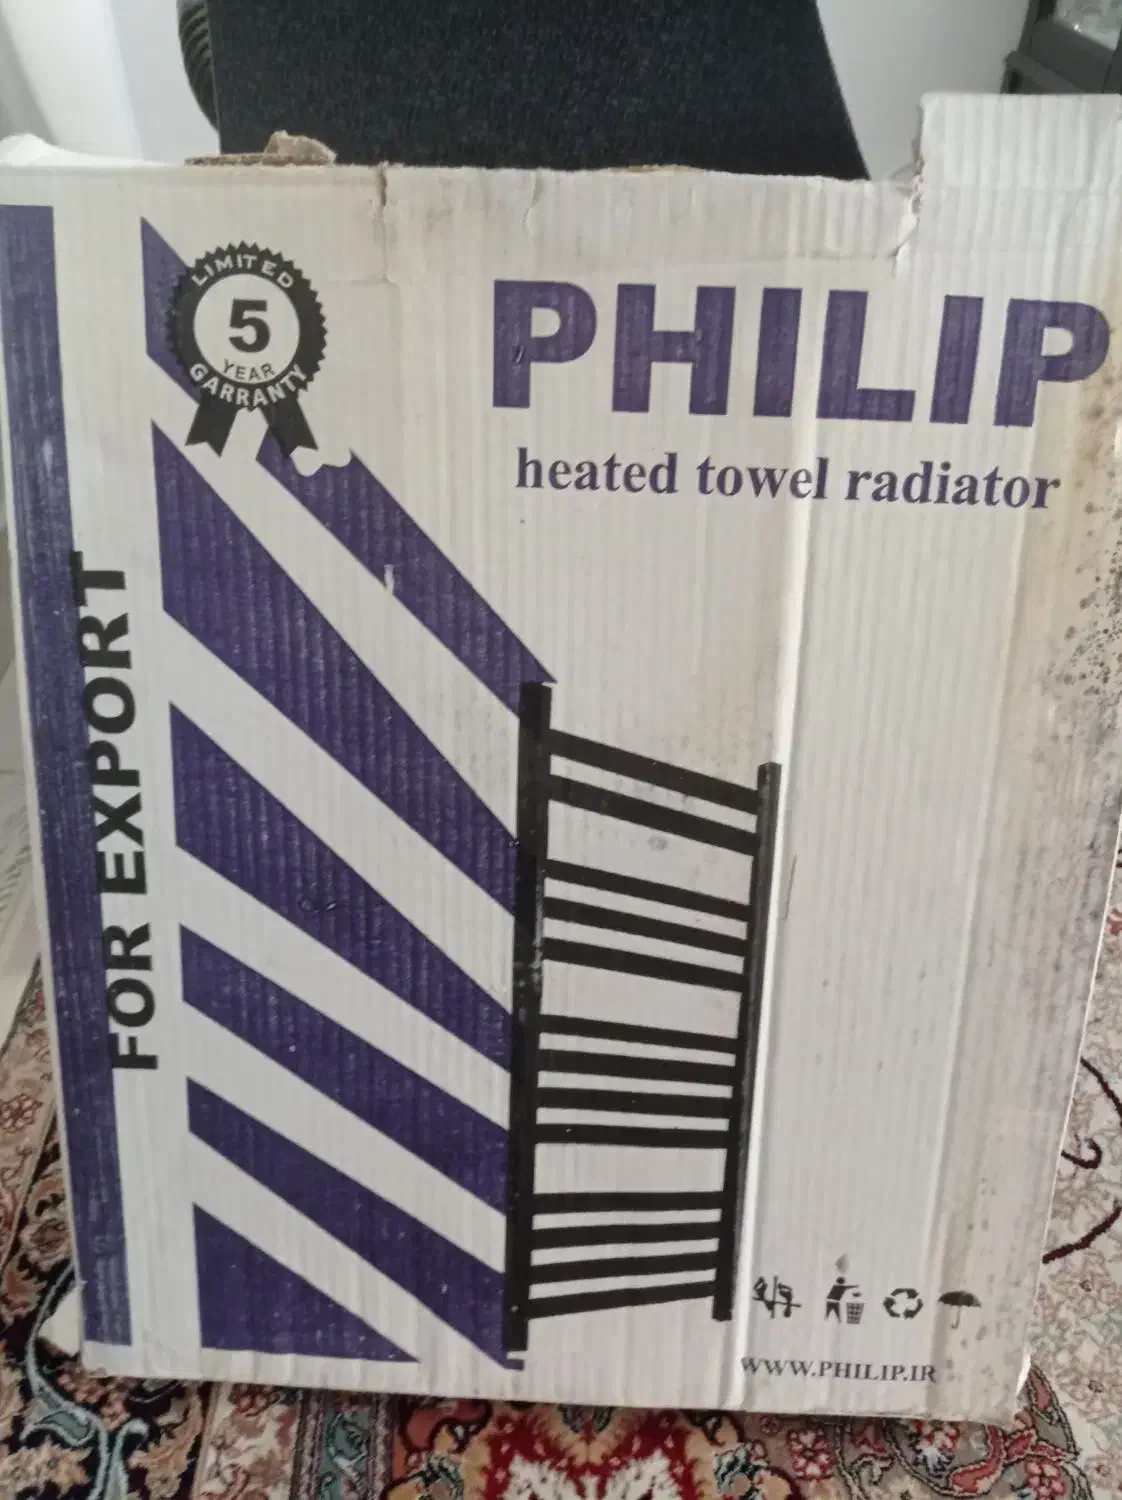 LIMITED
5
YEAR
GARRANTY
PHILIP
heated towel radiator
FOR EXPORT
WWW.PHILIP.IR